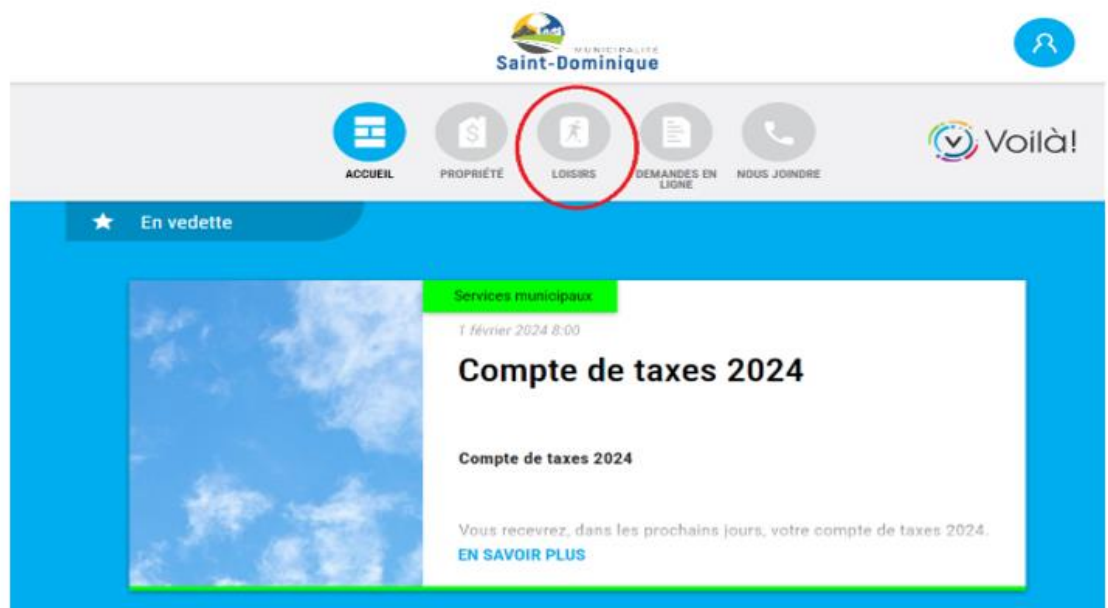 MUNICIPALITÉ
Saint-Dominique
Voilà!
ACCUEIL
PROPRIÉTÉ
LOISIRS
DEMANDES EN
LIGNE
NOUS JOINDRE
En vedette
Services municipaux
1 février 2024 8:00
Compte de taxes 2024
Compte de taxes 2024
Vous recevrez, dans les prochains jours, votre compte de taxes 2024.
EN SAVOIR PLUS